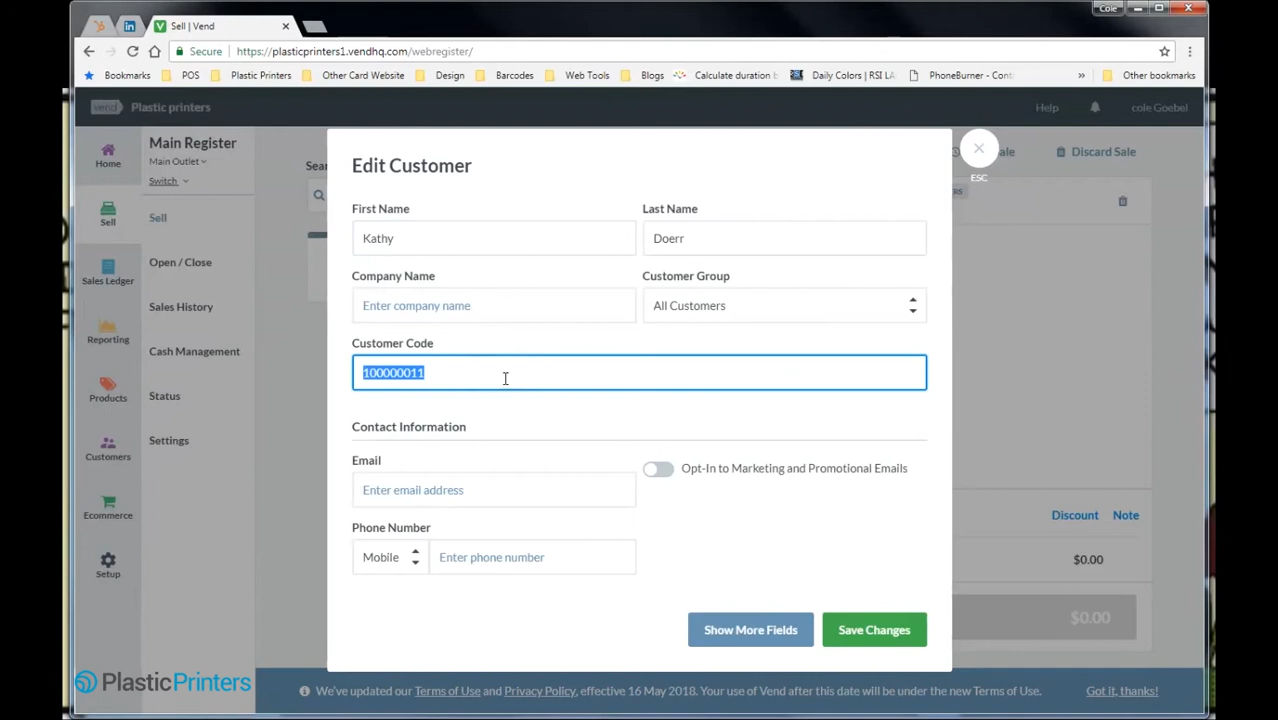 Cole
Sell | Vend
Secure
https://plasticprinters1.vendhq.com/webregister/
Bookmarks POS Plastic Printers Other Card Website Design Barcodes Web Tools Blogs Calculate duration b Daily Colors | RSI LA PhoneBurner - Cont » Other bookmarks
vend Plastic printers Help cole Goebel
Home
Sell
Sales Ledger
Reporting
Products
Customers
Ecommerce
Setup
Main Register
Main Outlet
Switch
Sell
Open / Close
Sales History
Cash Management
Status
Settings
Sear
ale Discard Sale
RS
ESC
Edit Customer
First Name Last Name
Kathy Doerr
Company Name Customer Group
Enter company name All Customers
Customer Code
100000011
Contact Information
Email
Enter email address
Opt-In to Marketing and Promotional Emails
Phone Number
Mobile Enter phone number
Show More Fields Save Changes
Discount Note
$0.00
$0.00
We've updated our Terms of Use and Privacy Policy, effective 16 May 2018. Your use of Vend after this date will be under the new Terms of Use. Got it, thanks!
PlasticPrinters